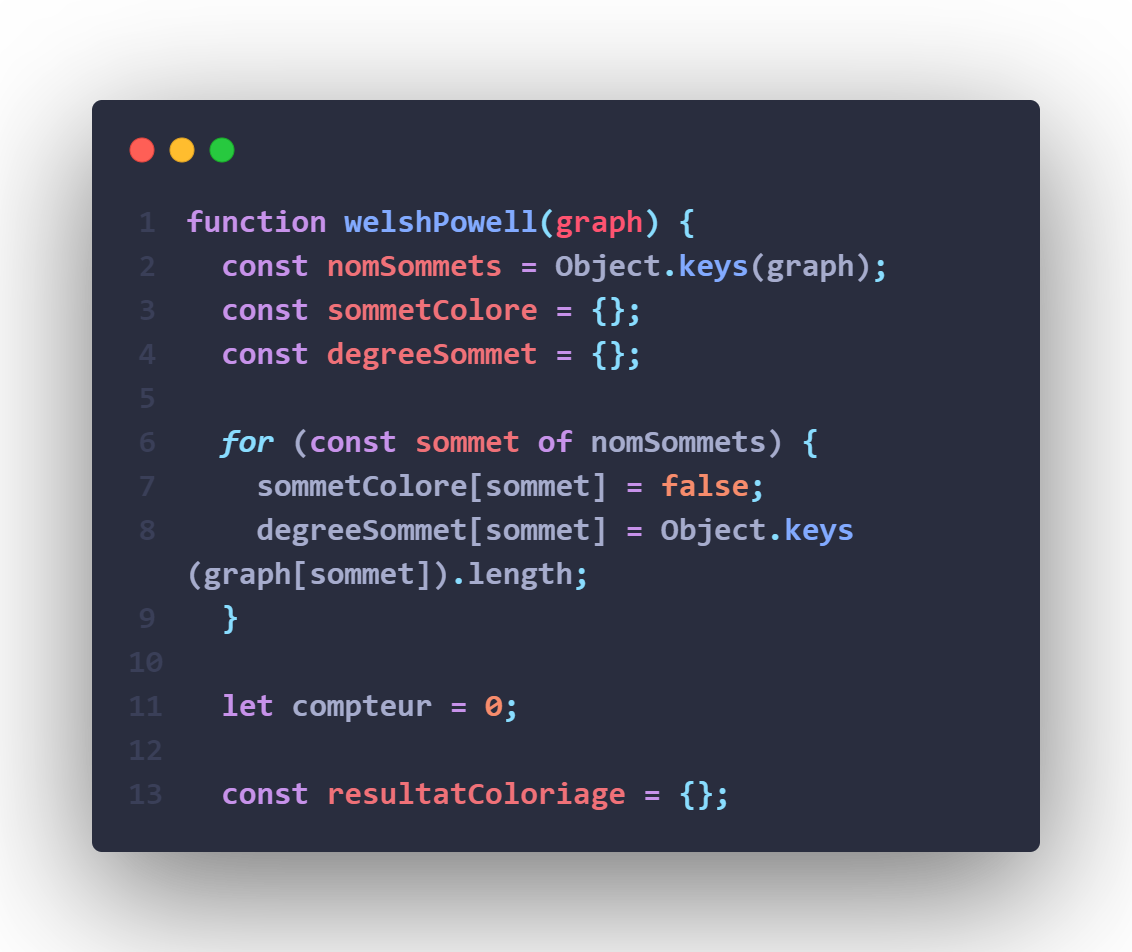 1 function welshPowell(graph) {
2   const nomSommets = Object.keys(graph);
3   const sommetColore = {};
4   const degreeSommet = {};
5
6   for (const sommet of nomSommets) {
7     sommetColore[sommet] = false;
8     degreeSommet[sommet] = Object.keys
(graph[sommet]).length;
9   }
10
11   let compteur = 0;
12
13   const resultatColoriage = {};